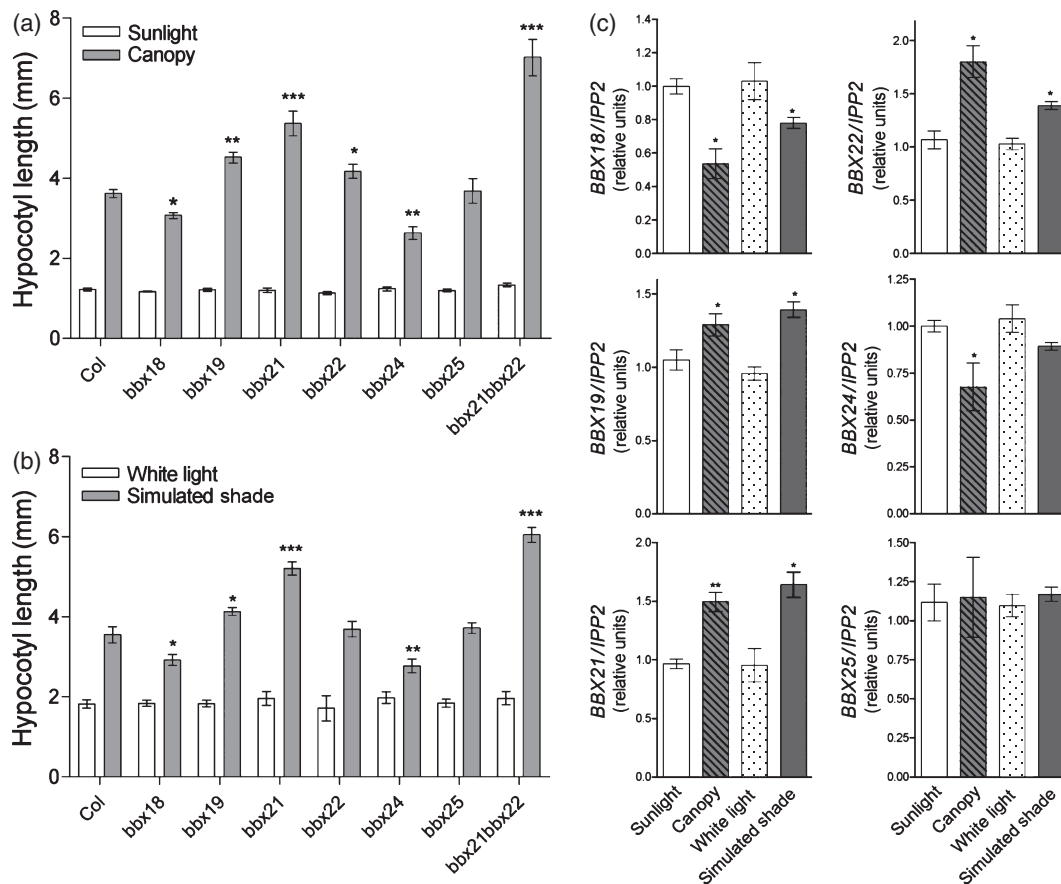 (a)
Hypocotyl length (mm)
8
6
4
2
0
Sunlight
Canopy
*
**
***
*
**
***
Col
bbx18
bbx19
bbx21
bbx22
bbx24
bbx25
bbx21bbx22
(b)
Hypocotyl length (mm)
8
6
4
2
0
White light
Simulated shade
*
*
***
**
***
Col
bbx18
bbx19
bbx21
bbx22
bbx24
bbx25
bbx21bbx22
(c)
BBX18/IPP2
(relative units)
1.4
1.2
1.0
0.8
0.6
0.4
0.2
0.0
*
*
BBX22/IPP2
(relative units)
2.0
1.5
1.0
0.5
0.0
*
*
BBX19/IPP2
(relative units)
1.5
1.0
0.5
0.0
*
*
BBX24/IPP2
(relative units)
1.25
1.00
0.75
0.50
0.25
0.00
*
BBX21/IPP2
(relative units)
2.0
1.5
1.0
0.5
0.0
**
*
Sunlight
Canopy
White light
Simulated shade
BBX25/IPP2
(relative units)
1.50
1.25
1.00
0.75
0.50
0.25
0.00
Sunlight
Canopy
White light
Simulated shade